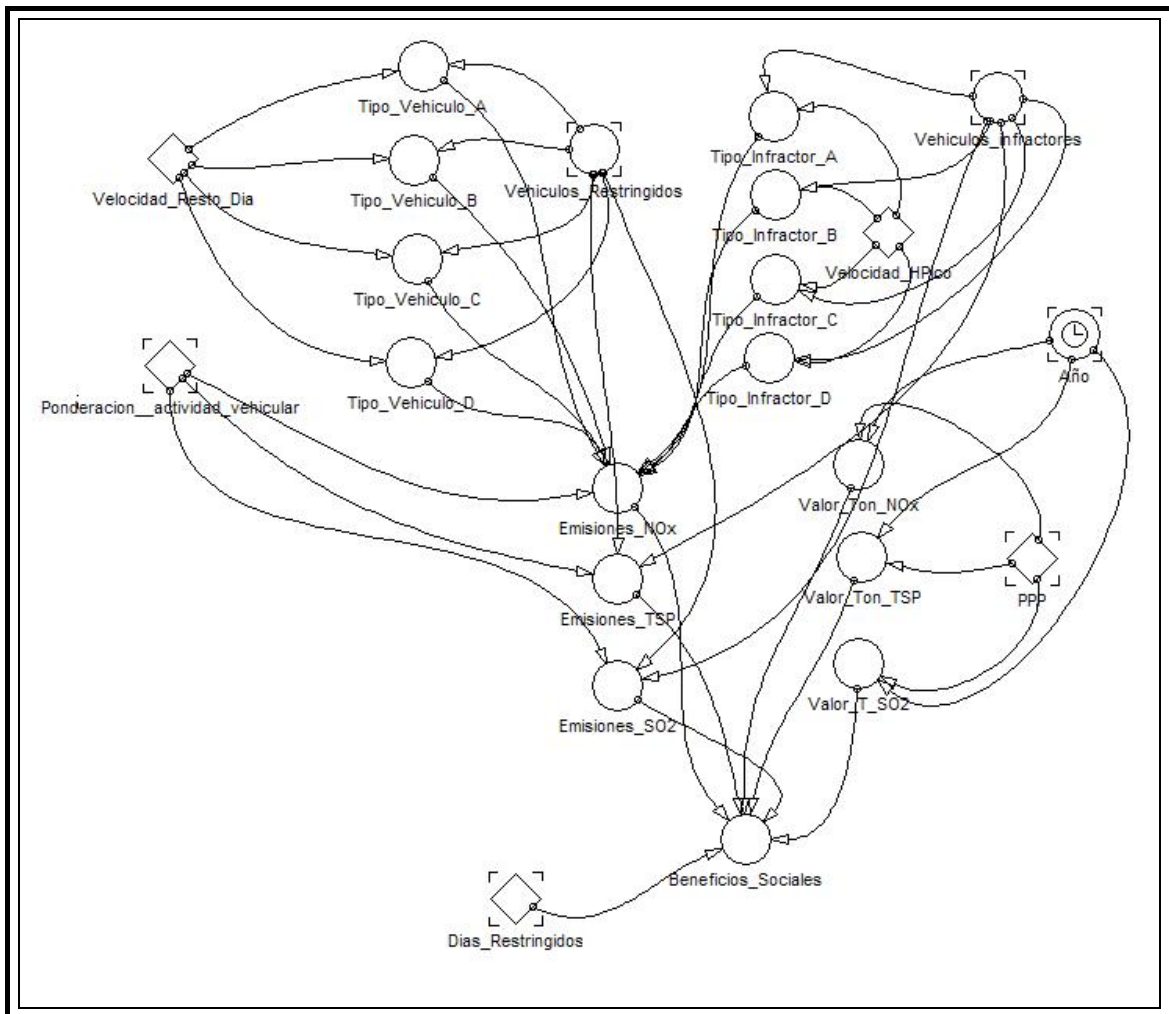 Tipo_Vehiculo_A
Tipo_Infractor_A
Vehiculos_infractores
Velocidad_Resto_Dia
Tipo_Vehiculo_B
Vehiculos_Restringidos
Tipo_Infractor_B
Velocidad_HPico
Tipo_Vehiculo_C
Tipo_Infractor_C
Año
Ponderacion__actividad_vehicular
Tipo_Vehiculo_D
Tipo_Infractor_D
Emisiones_NOx
Valor_Ton_NOx
Emisiones_TSP
Valor_Ton_TSP
PPP
Emisiones_SO2
Valor_T_SO2
Beneficios_Sociales
Dias_Restringidos